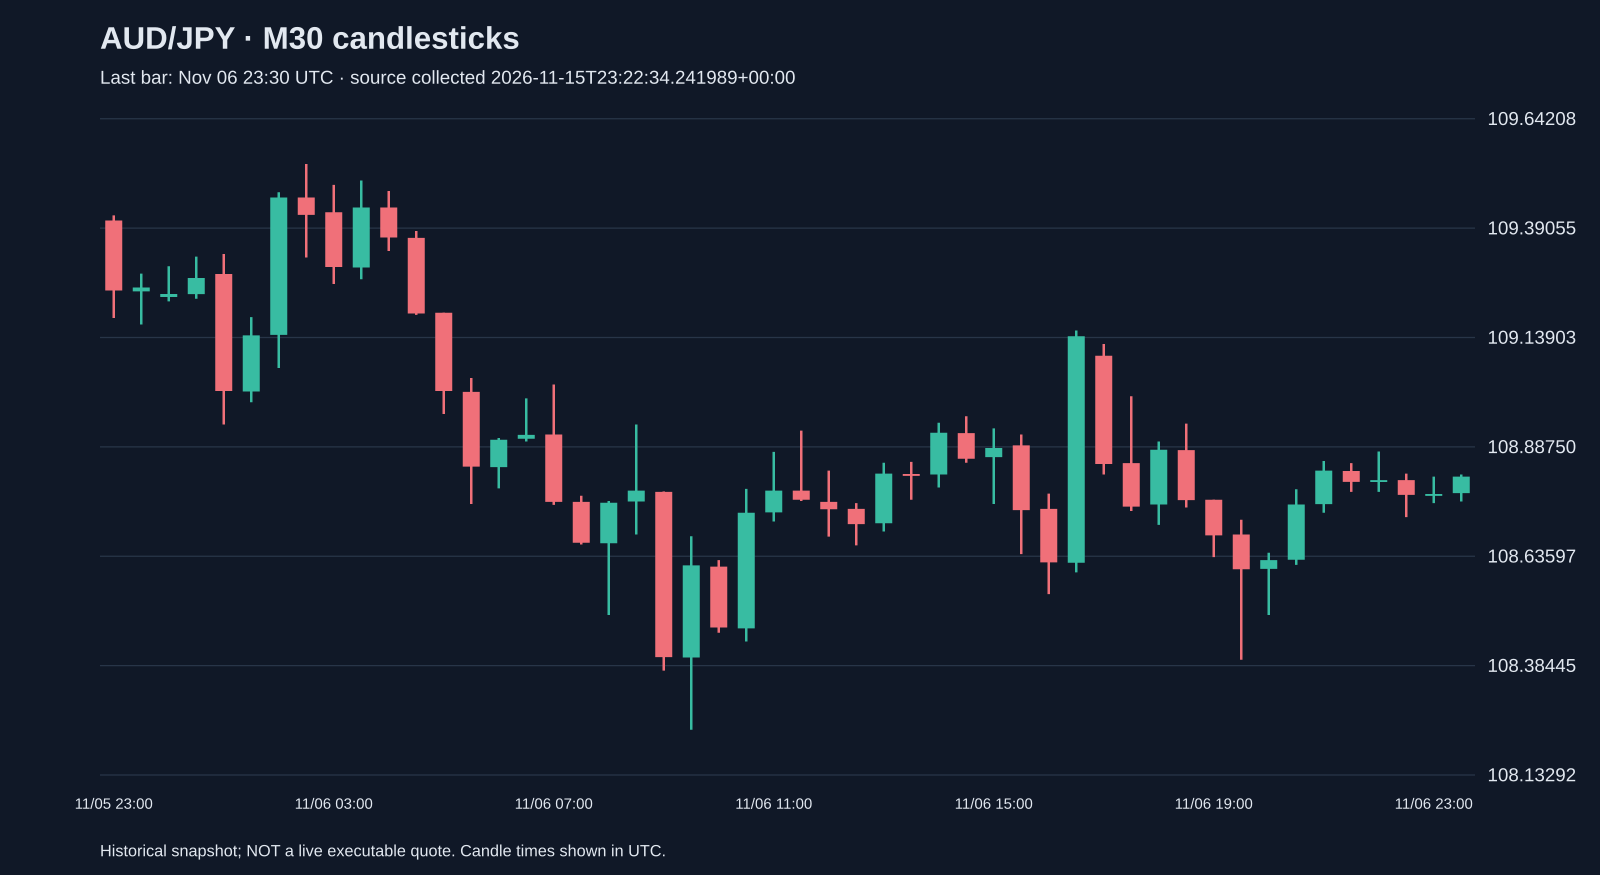 AUD/JPY · M30 candlesticks
Last bar: Nov 06 23:30 UTC · source collected 2026-11-15T23:22:34.241989+00:00
109.64208
109.39055
109.13903
108.88750
108.63597
108.38445
108.13292
11/05 23:00 11/06 03:00 11/06 07:00 11/06 11:00 11/06 15:00 11/06 19:00 11/06 23:00
Historical snapshot; NOT a live executable quote. Candle times shown in UTC.